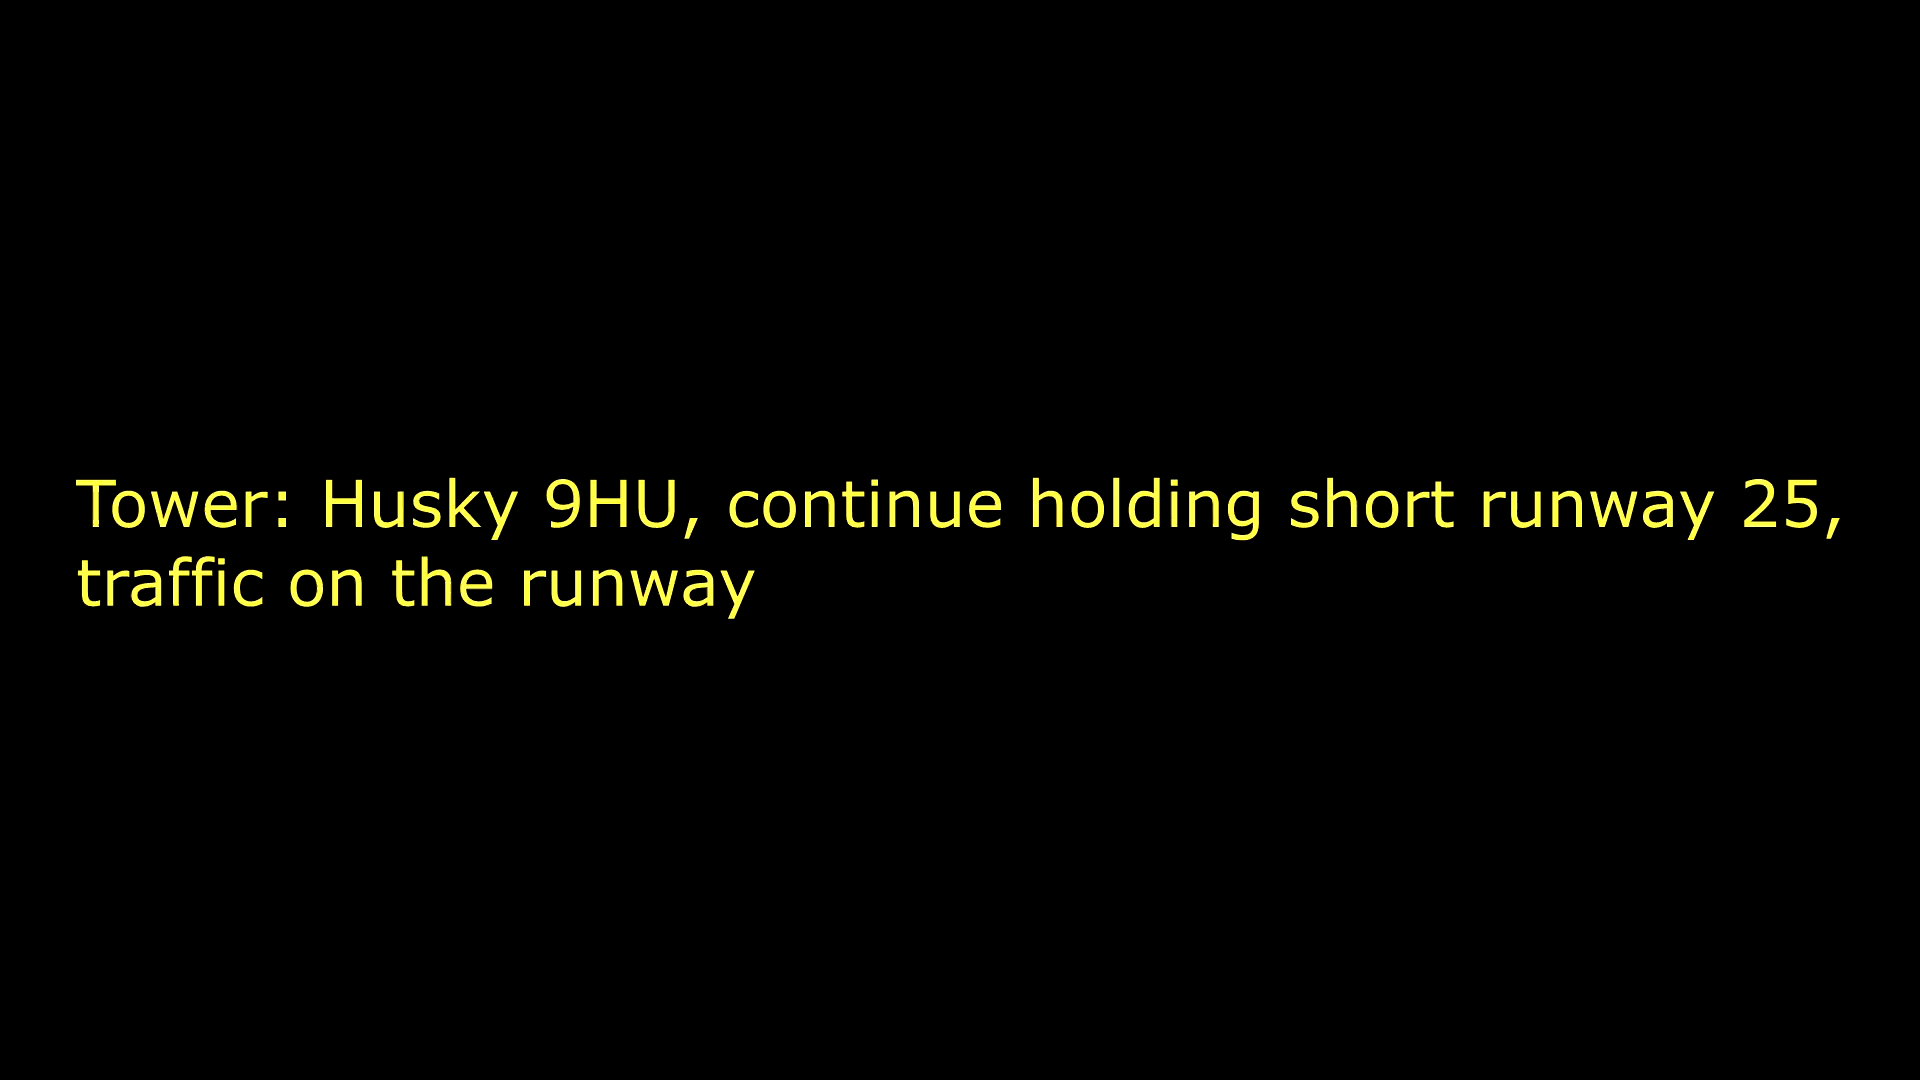 Tower: Husky 9HU, continue holding short runway 25,
traffic on the runway